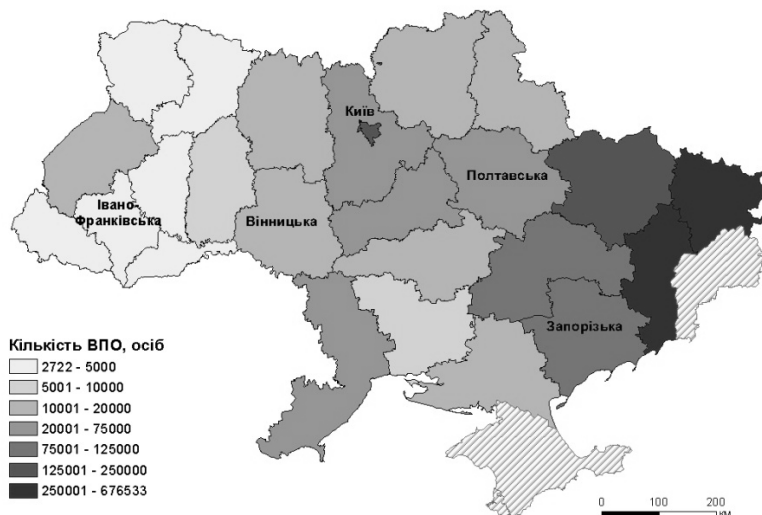 Київ
Полтавська
Івано-
Франківська
Вінницька
Запорізька
Кількість ВПО, осіб
2722 - 5000
5001 - 10000
10001 - 20000
20001 - 75000
75001 - 125000
125001 - 250000
250001 - 676533
0 100 200
км